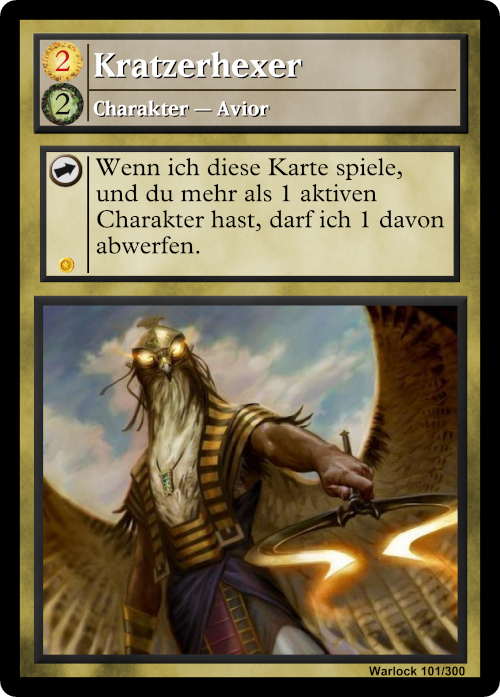 2
Kratzerhexer
2
Charakter — Avior
Wenn ich diese Karte spiele,
und du mehr als 1 aktiven
Charakter hast, darf ich 1 davon
abwerfen.
Warlock 101/300